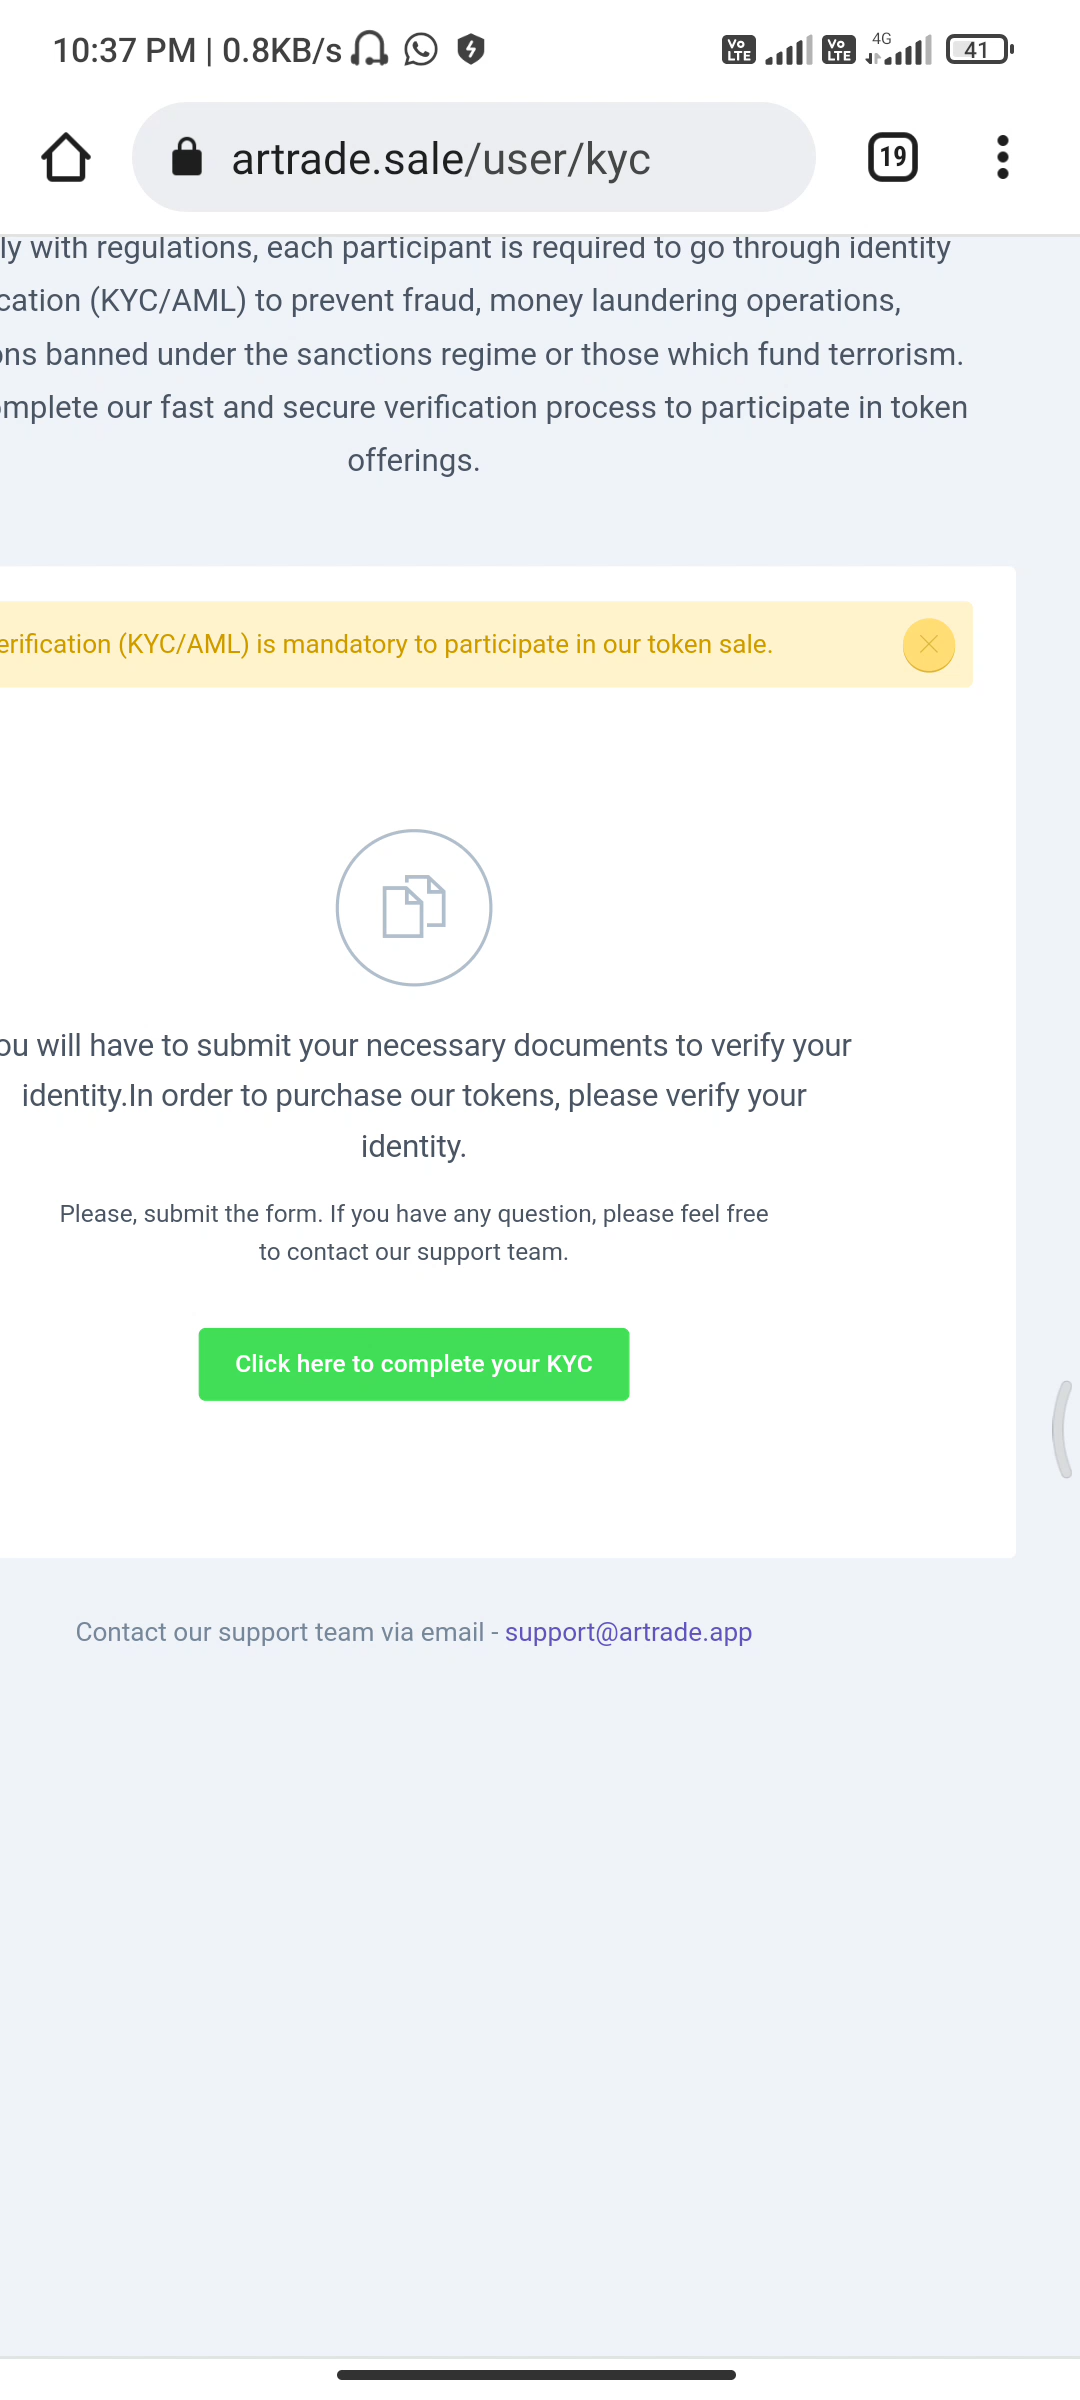 10:37 PM | 0.8KB/s
Vo LTE Vo LTE 4G 41
artrade.sale/user/kyc 19
ly with regulations, each participant is required to go through identity
cation (KYC/AML) to prevent fraud, money laundering operations,
ons banned under the sanctions regime or those which fund terrorism.
omplete our fast and secure verification process to participate in token
offerings.
erification (KYC/AML) is mandatory to participate in our token sale.
ou will have to submit your necessary documents to verify your
identity.In order to purchase our tokens, please verify your
identity.
Please, submit the form. If you have any question, please feel free
to contact our support team.
Click here to complete your KYC
Contact our support team via email - support@artrade.app